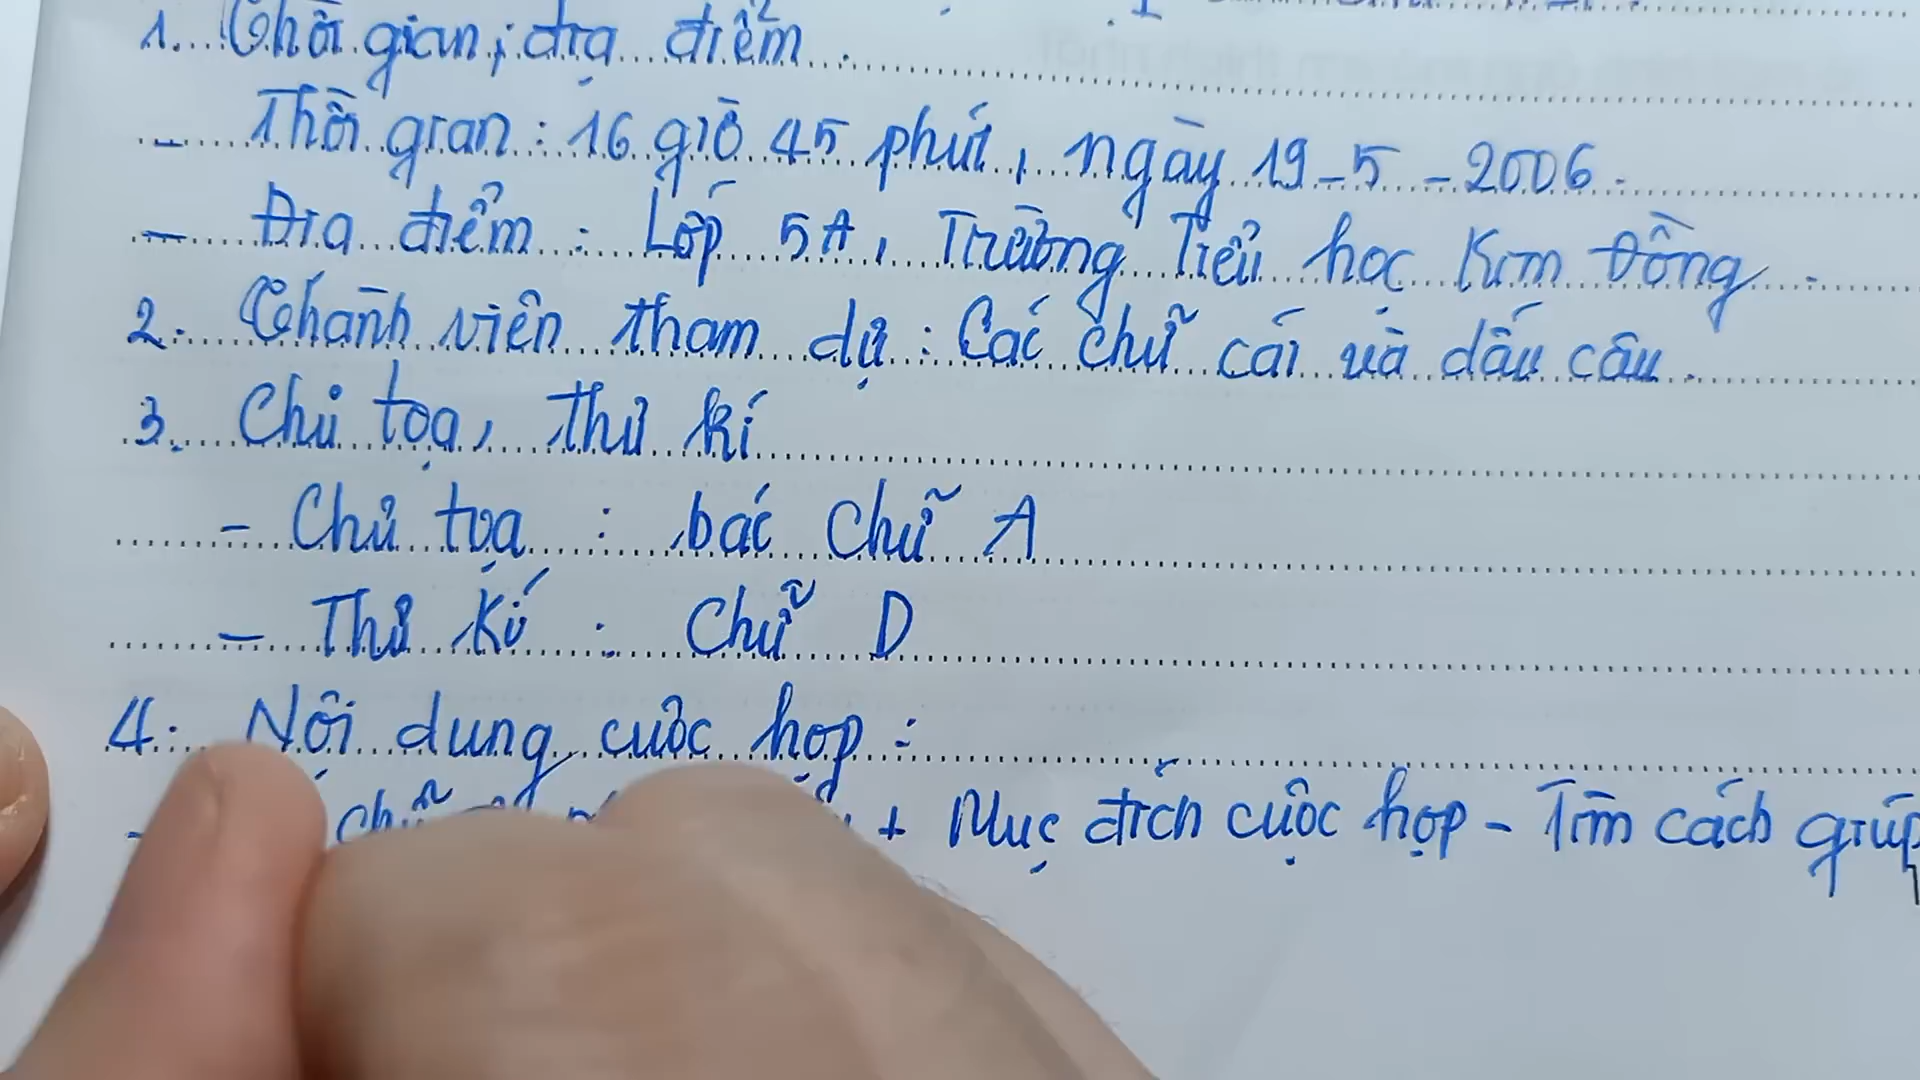 1. Thời gian, địa điểm.
- Thời gian: 16 giờ 45 phút, ngày 19-5-2006.
- Địa điểm: Lớp 5A, Trường Tiểu học Kim Đồng.
2. Thành viên tham dự: Các chữ cái và dấu câu.
3. Chủ tọa, thư kí
- Chủ tọa : bác chữ A
- Thư kí : Chữ D
4. Nội dung cuộc họp:
- chữ + Mục đích cuộc họp - Tìm cách giúp